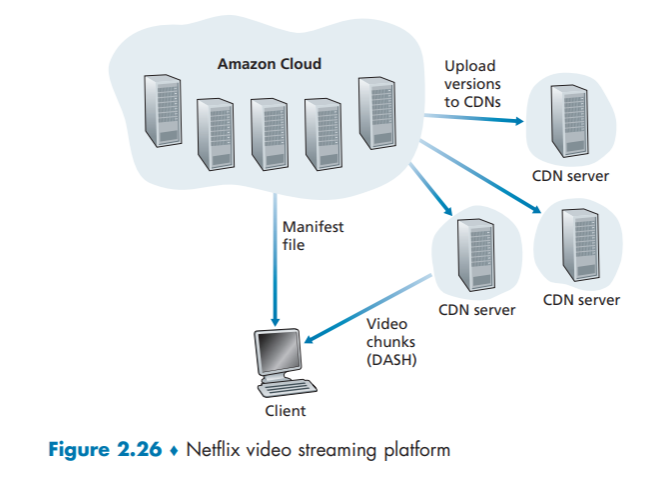 Amazon Cloud
Upload
versions
to CDNs
CDN server
Manifest
file
CDN server
CDN server
Video
chunks
(DASH)
Client
Figure 2.26 ♦ Netflix video streaming platform